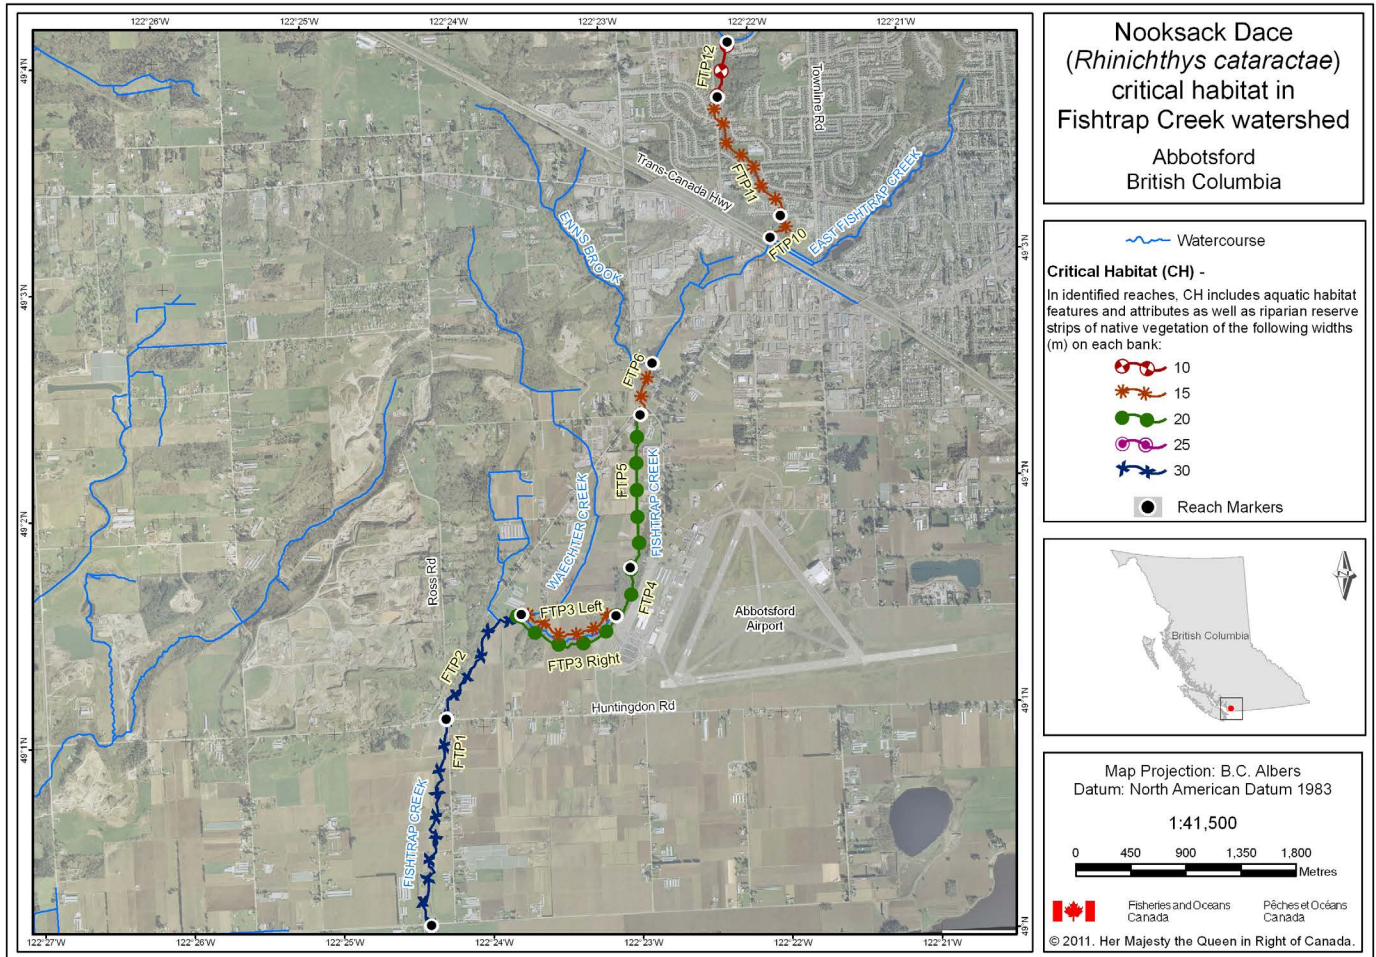 122°26'W
122°24'W
122°23'W
122°22'W
122°21'W
49°4'N
49°3'N
49°3'N
49°2'N
49°2'N
49°1'N
49°1'N
49°N
FTP12
Townline Rd
Trans-Canada Hwy
FTP11
EAST FISHTRAP CREEK
FTP10
ENNS BROOK
FTP6
FTP5
FISHTRAP CREEK
WAECHTER CREEK
Ross Rd
FTP4
FTP3 Left
FTP3 Right
Abbotsford
Airport
FTP2
Huntingdon Rd
FTP1
FISHTRAP CREEK
122°27'W
122°26'W
122°25'W
122°24'W
122°23'W
122°22'W
122°21'W
Nooksack Dace
(Rhinichthys cataractae)
critical habitat in
Fishtrap Creek watershed
Abbotsford
British Columbia
Watercourse
Critical Habitat (CH) -
In identified reaches, CH includes aquatic habitat
features and attributes as well as riparian reserve
strips of native vegetation of the following widths
(m) on each bank:
10
15
20
25
30
Reach Markers
British Columbia
N
Map Projection: B.C. Albers
Datum: North American Datum 1983
1:41,500
0 450 900 1,350 1,800
Metres
Fisheries and Oceans Pêches et Océans
Canada Canada
© 2011. Her Majesty the Queen in Right of Canada.